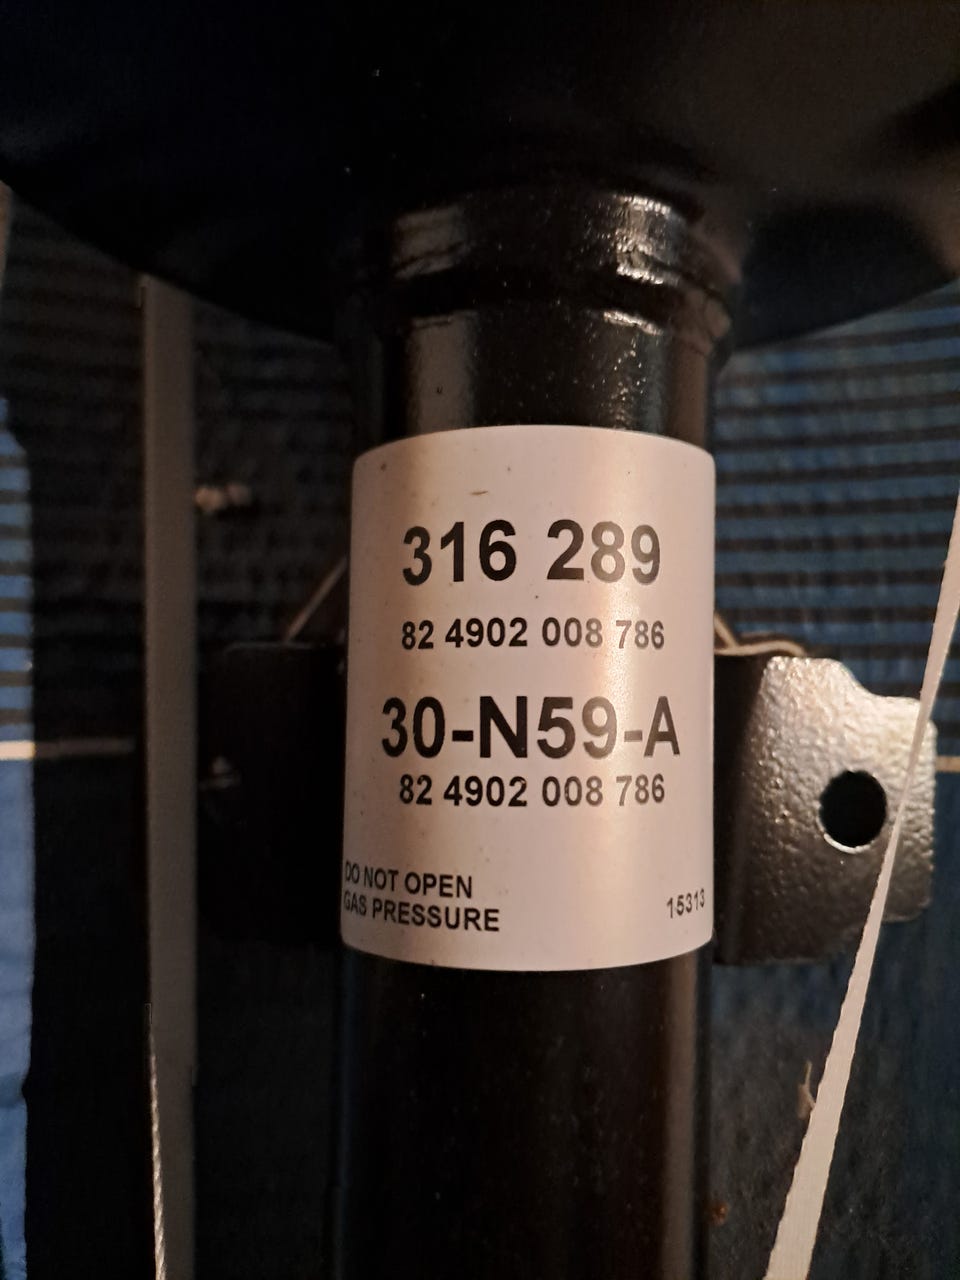 316 289
82 4902 008 786
30-N59-A
82 4902 008 786
DO NOT OPEN
GAS PRESSURE
15313